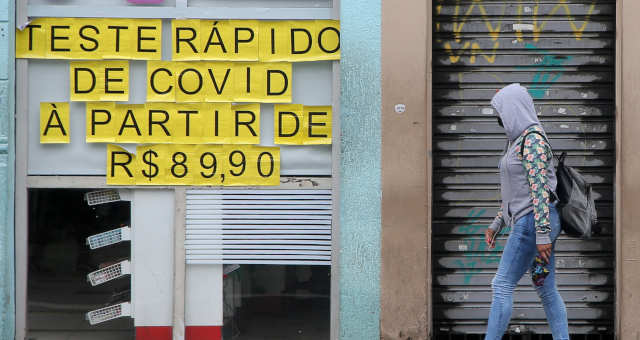 TESTE RÁPIDO
DE COVID
À PARTIR DE
R$89,90